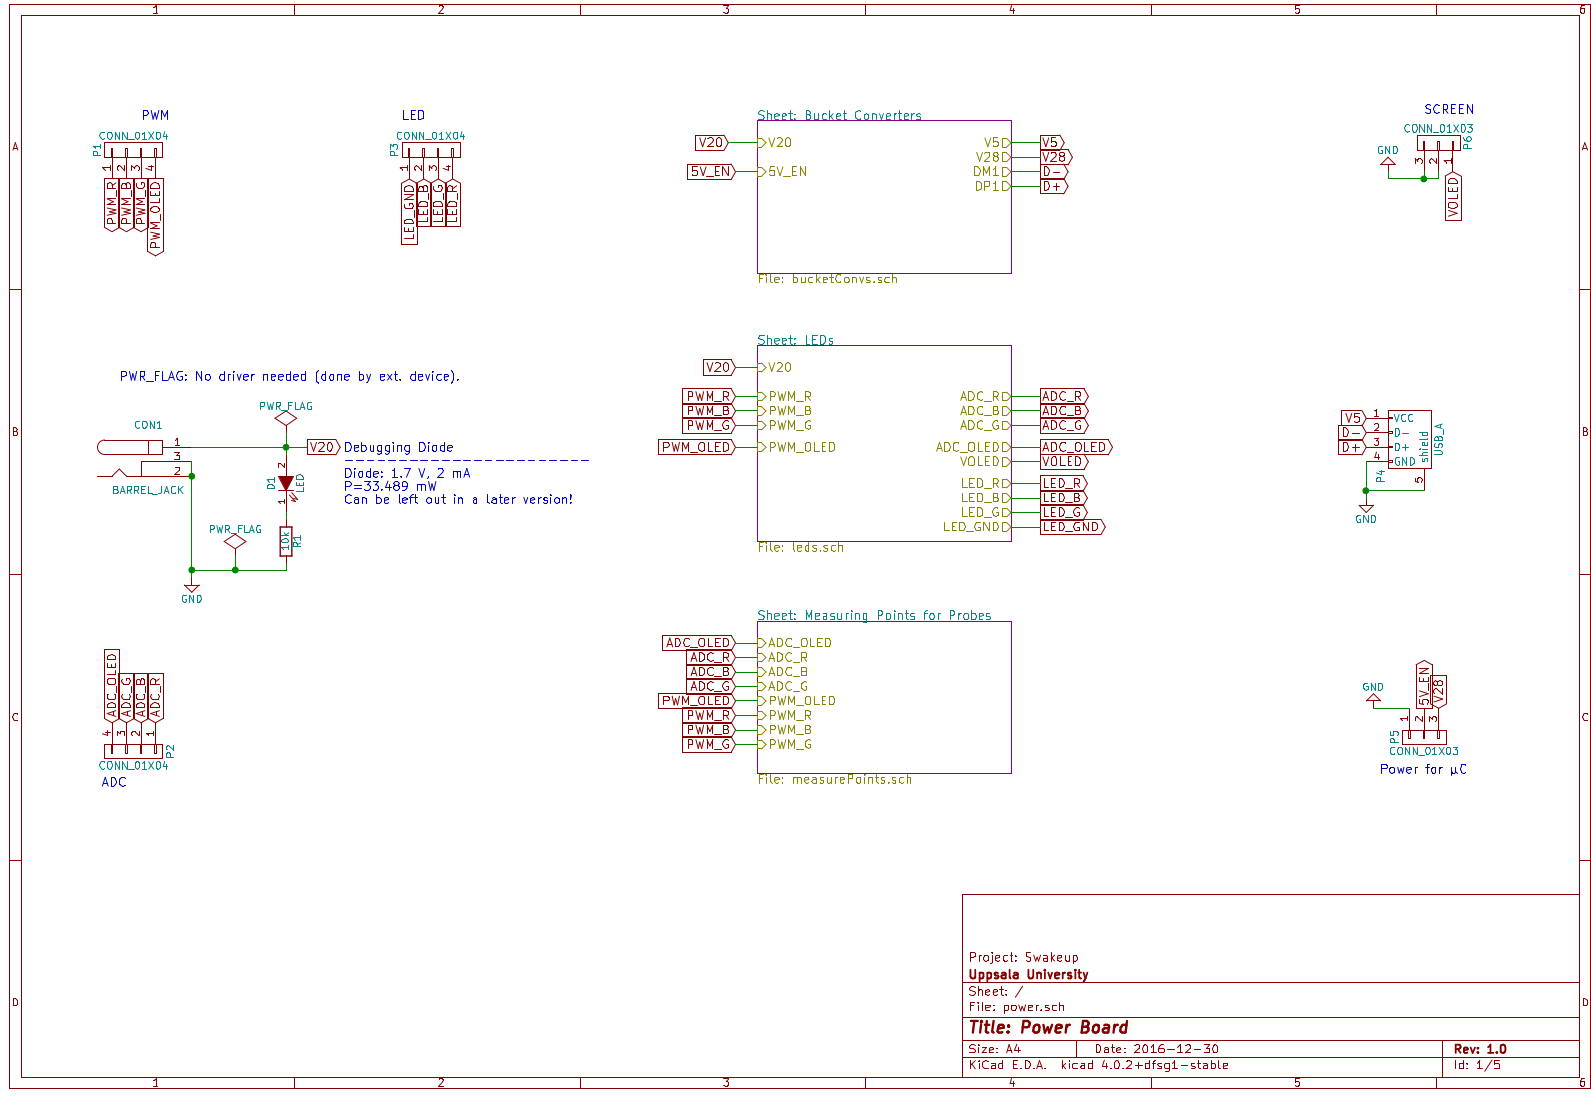 1 2 3 4 5 6
A
B
C
D
PWM
CONN_01X04
P1
1 2 3 4
PWM_R
PWM_B
PWM_G
PWM_OLED
LED
CONN_01X04
P3
1 2 3 4
LED_GND
LED_B
LED_G
LED_R
Sheet: Bucket Converters
V20 V20
5V_EN 5V_EN
V5 V5
V28 V28
DM1 D-
DP1 D+
File: bucketConvs.sch
SCREEN
CONN_01X03
P6
GND
3 2 1
VOLED
PWR_FLAG: No driver needed (done by ext. device).
PWR_FLAG
CON1
1
3
2
BARREL_JACK
V20
Debugging Diode
Diode: 1.7 V, 2 mA
P=33.489 mW
Can be left out in a later version!
D1
LED
2
1
PWR_FLAG
10k
R1
GND
Sheet: LEDs
V20 V20
PWM_R PWM_R
PWM_B PWM_B
PWM_G PWM_G
PWM_OLED PWM_OLED
ADC_R ADC_R
ADC_B ADC_B
ADC_G ADC_G
ADC_OLED ADC_OLED
VOLED VOLED
LED_R LED_R
LED_B LED_B
LED_G LED_G
LED_GND LED_GND
File: leds.sch
V5 1 VCC
D- 2 D-
D+ 3 D+
4 GND
shield
USB_A
P4
5
GND
ADC_OLED
ADC_G
ADC_B
ADC_R
4 3 2 1
P2
CONN_01X04
ADC
Sheet: Measuring Points for Probes
ADC_OLED ADC_OLED
ADC_R ADC_R
ADC_B ADC_B
ADC_G ADC_G
PWM_OLED PWM_OLED
PWM_R PWM_R
PWM_B PWM_B
PWM_G PWM_G
File: measurePoints.sch
GND
5V_EN
V28
1 2 3
P5
CONN_01X03
Power for µC
Project: Swakeup
Uppsala University
Sheet: /
File: power.sch
Title: Power Board
Size: A4 Date: 2016-12-30 Rev: 1.0
KiCad E.D.A. kicad 4.0.2+dfsg1-stable Id: 1/5
1 2 3 4 5 6
A
B
C
D